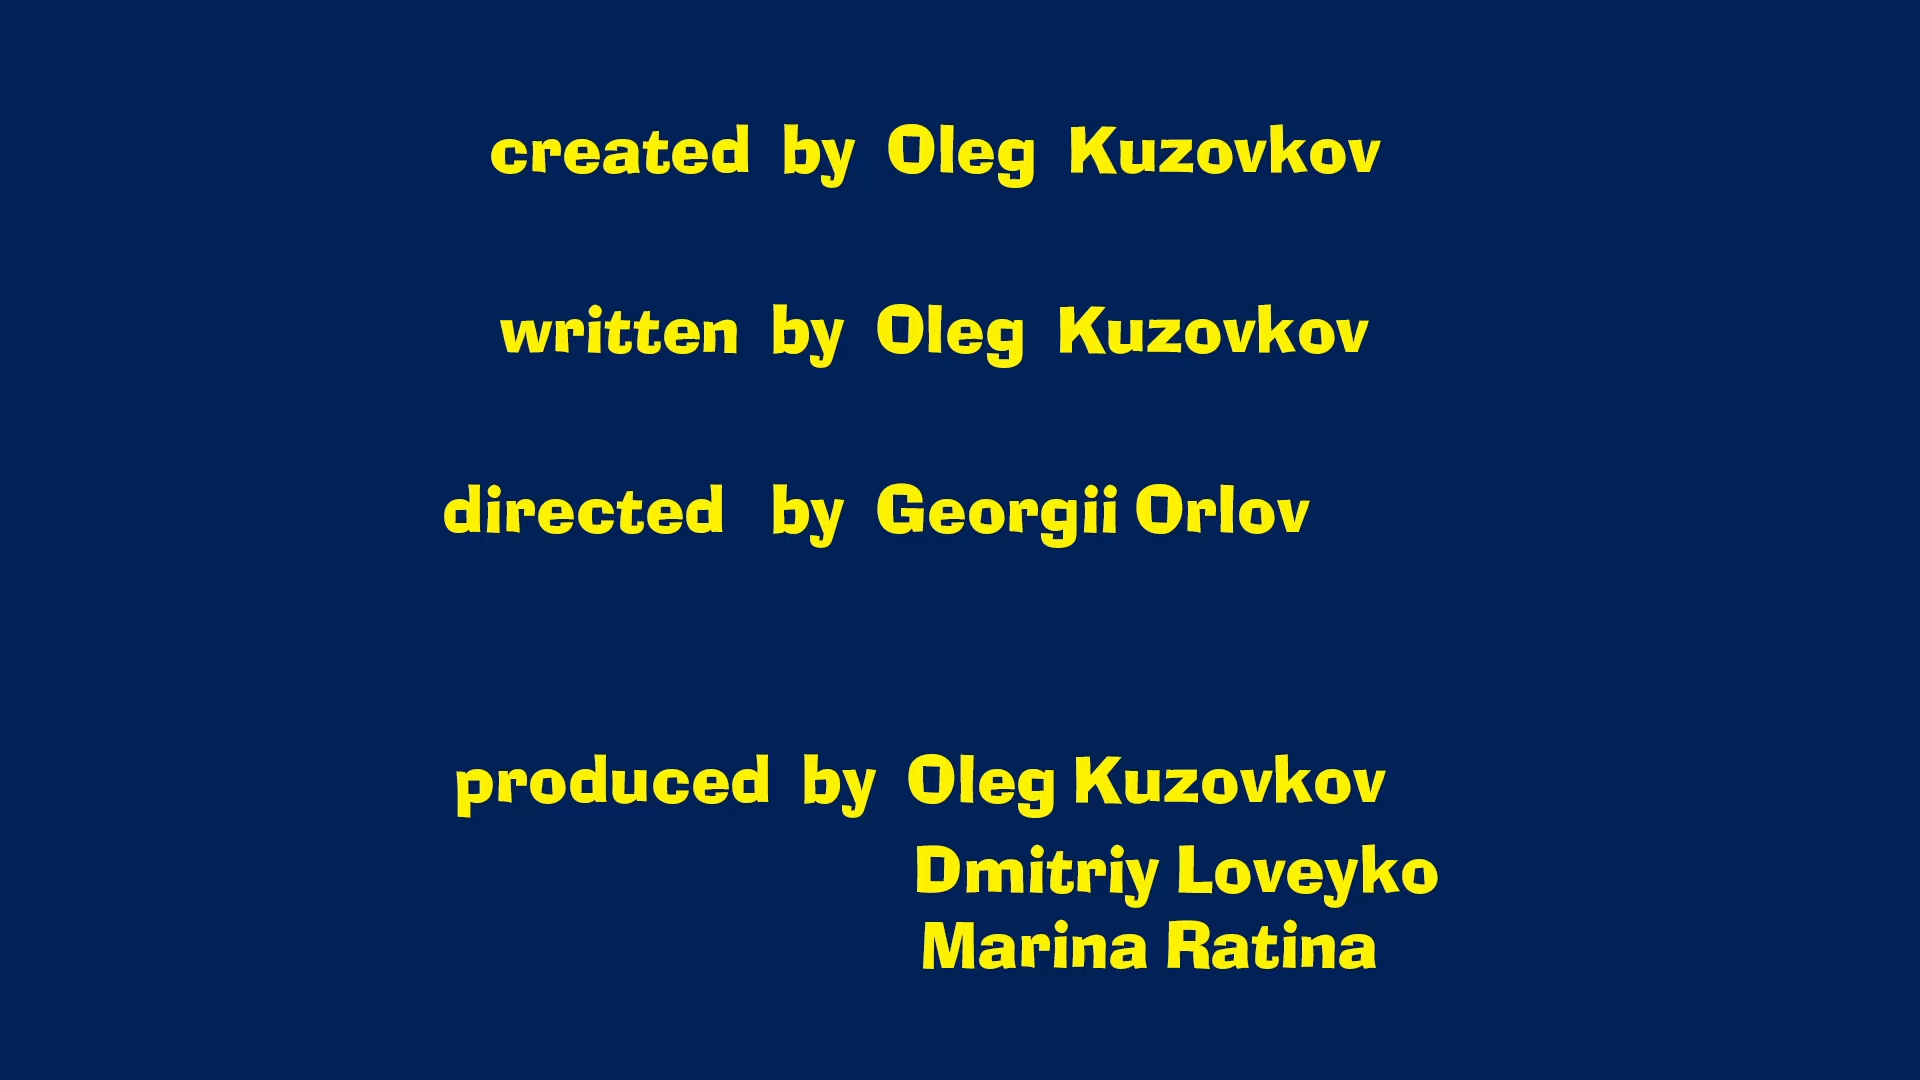 created by Oleg Kuzovkov
written by Oleg Kuzovkov
directed by Georgii Orlov
produced by Oleg Kuzovkov
Dmitriy Loveyko
Marina Ratina